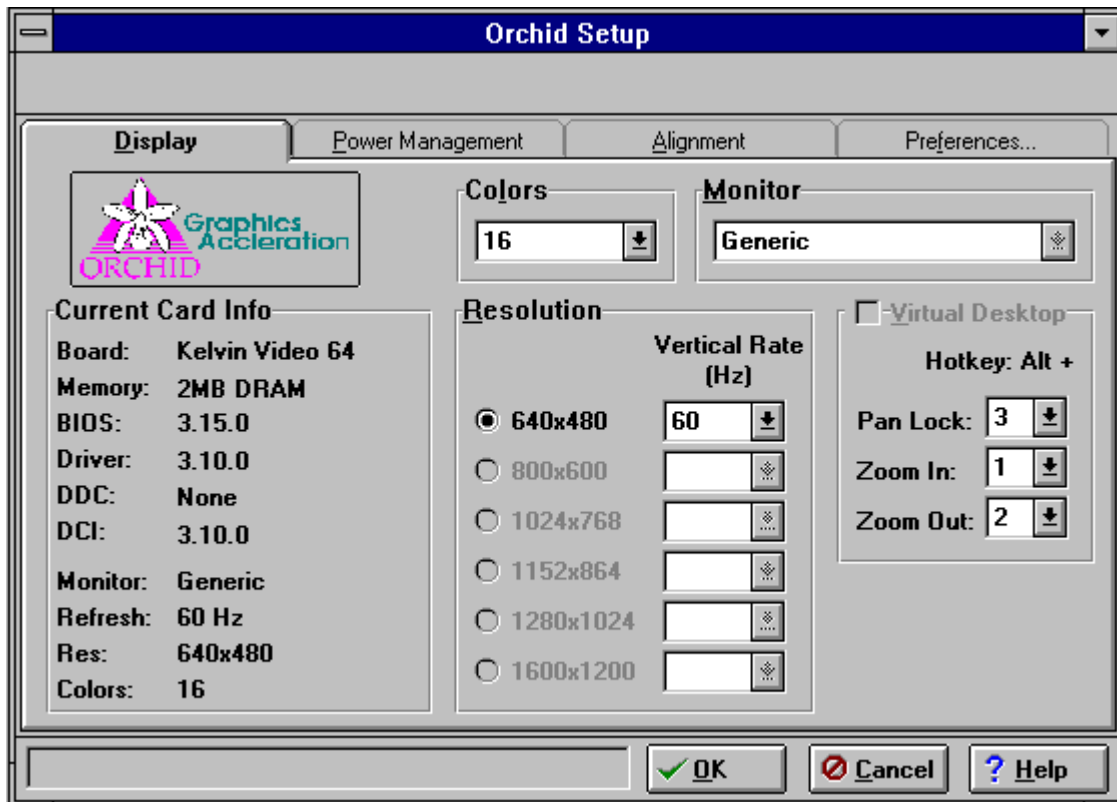 Orchid Setup
Display
Power Management
Alignment
Preferences...
Graphics
Accleration
ORCHID
Colors
16
Monitor
Generic
Current Card Info
Board: Kelvin Video 64
Memory: 2MB DRAM
BIOS: 3.15.0
Driver: 3.10.0
DDC: None
DCI: 3.10.0
Monitor: Generic
Refresh: 60 Hz
Res: 640x480
Colors: 16
Resolution
Vertical Rate
(Hz)
640x480 60
800x600
1024x768
1152x864
1280x1024
1600x1200
Virtual Desktop
Hotkey: Alt +
Pan Lock: 3
Zoom In: 1
Zoom Out: 2
OK
Cancel
Help